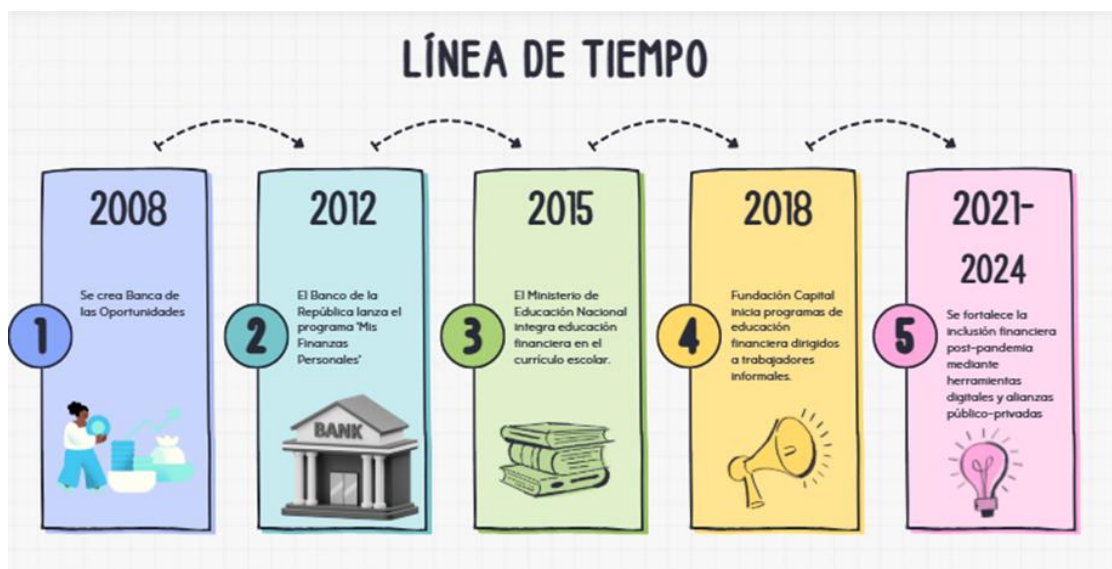 LÍNEA DE TIEMPO
2008
Se crea Banca de
las Oportunidades
1
2012
El Banco de la
República lanza el
programa 'Mis
Finanzas
Personales'
2
BANK
2015
El Ministerio de
Educación Nacional
integra educación
financiera en el
currículo escolar.
3
2018
Fundación Capital
inicia programas de
educación
financiera dirigidos
a trabajadores
informales.
4
2021-
2024
Se fortalece la
inclusión financiera
post-pandemia
mediante
herramientas
digitales y alianzas
público-privadas
5